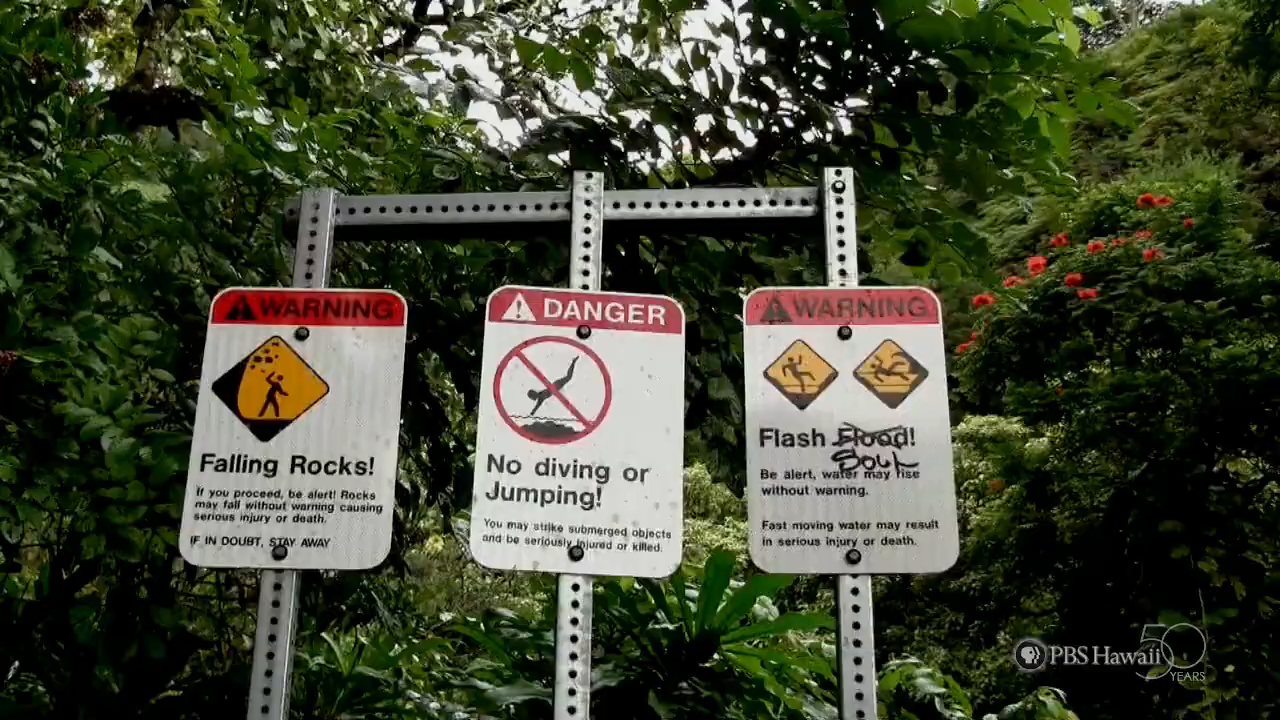 WARNING
Falling Rocks!
If you proceed, be alert! Rocks
may fall without warning causing
serious injury or death.
IF IN DOUBT, STAY AWAY
DANGER
No diving or
Jumping!
You may strike submerged objects
and be seriously injured or killed.
WARNING
Flash Flood!
SOUL
Be alert, water may rise
without warning.
Fast moving water may result
in serious injury or death.
PBS Hawaii 50
YEARS